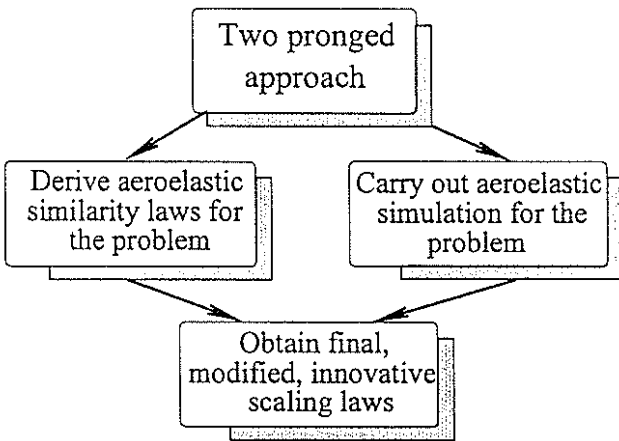 Two pronged
approach
Derive aeroelastic
similarity laws for
the problem
Carry out aeroelastic
simulation for the
problem
Obtain final,
modified, innovative
scaling laws